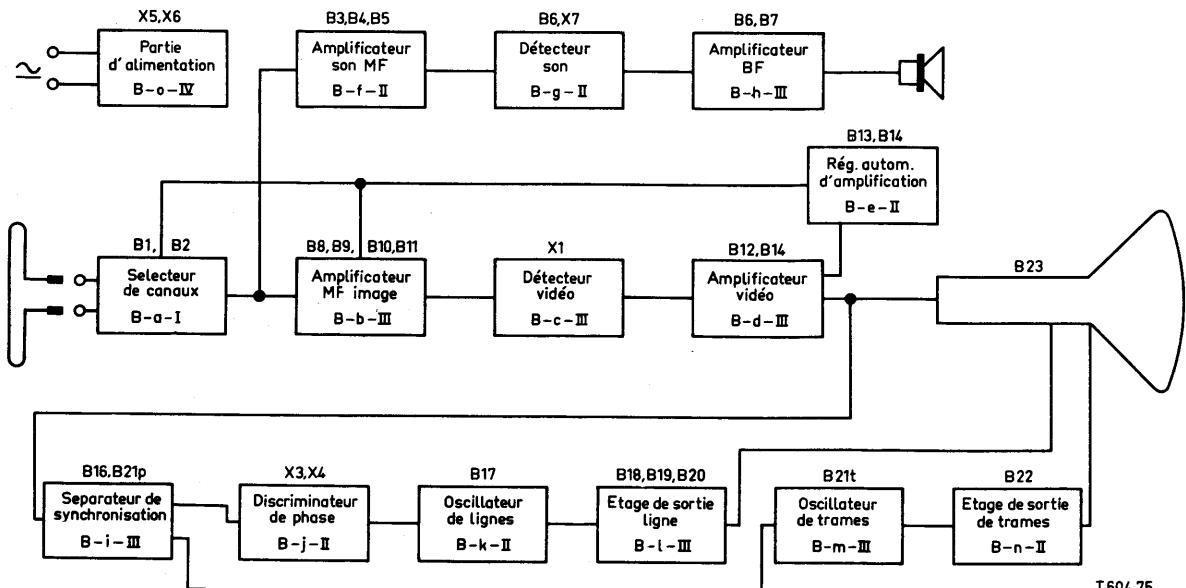 X5,X6
Partie
d'alimentation
B-o-IV
B3,B4,B5
Amplificateur
son MF
B-f-II
B6,X7
Détecteur
son
B-g-II
B6,B7
Amplificateur
BF
B-h-III
B13,B14
Rég. autom.
d'amplification
B-e-II
B1, B2
Selecteur
de canaux
B-a-I
B8,B9, B10,B11
Amplificateur
MF image
B-b-III
X1
Détecteur
vidéo
B-c-III
B12,B14
Amplificateur
vidéo
B-d-III
B23
B16,B21p
Separateur de
synchronisation
B-i-III
X3,X4
Discriminateur
de phase
B-j-II
B17
Oscillateur
de lignes
B-k-II
B18,B19,B20
Etage de sortie
ligne
B-l-III
B21t
Oscillateur
de trames
B-m-III
B22
Etage de sortie
de trames
B-n-II
T604 75